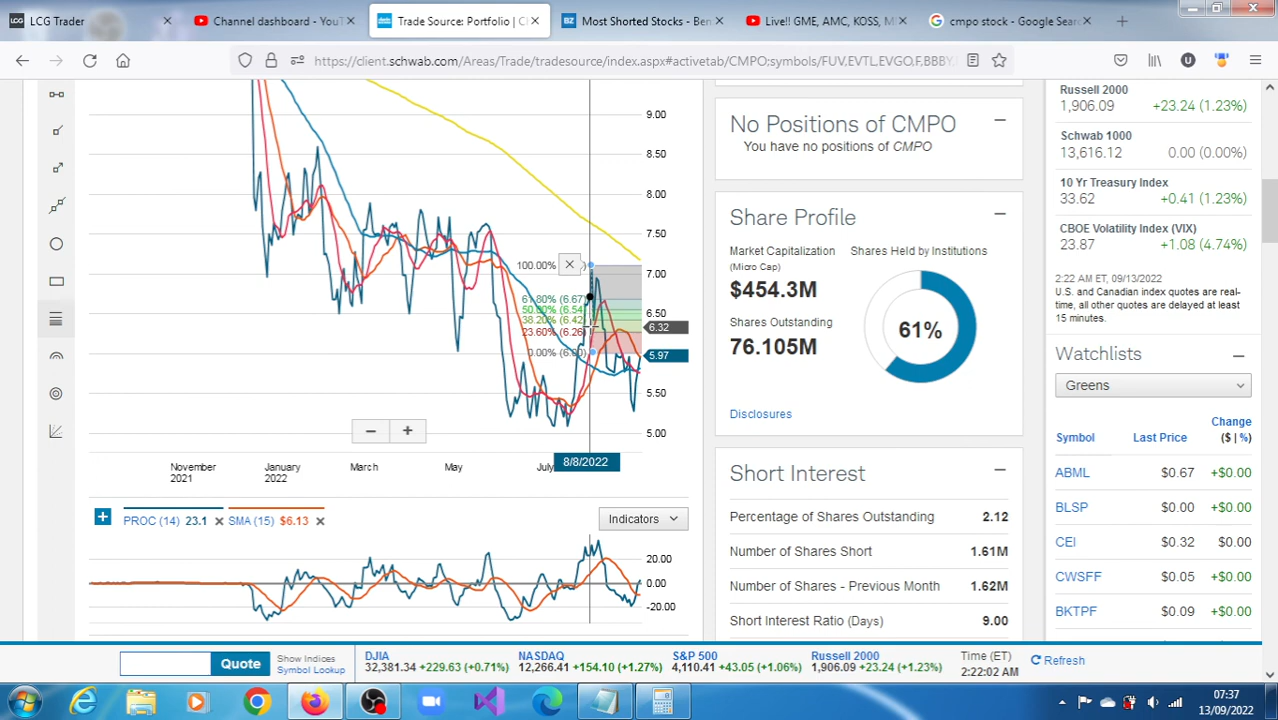 LCG Trader
Channel dashboard - YouT
Trade Source: Portfolio | C
Most Shorted Stocks - Ben
Live!! GME, AMC, KOSS, M
cmpo stock - Google Sear
https://client.schwab.com/Areas/Trade/tradesource/index.aspx#activetab/CMPO:symbols/FUV,EVTL,EVGO,F,BBBY,
9.00
8.50
8.00
7.50
7.00
6.50
6.32
5.97
5.50
5.00
100.00%
61.80% (6.67)
50.00% (6.54)
38.20% (6.42)
23.60% (6.26)
0.00% (6.00)
November
2021
January
2022
March
May
July
8/8/2022
PROC (14) 23.1
SMA (15) $6.13
Indicators
20.00
0.00
-20.00
No Positions of CMPO
You have no positions of CMPO
Share Profile
Market Capitalization
(Micro Cap)
$454.3M
Shares Outstanding
76.105M
Shares Held by Institutions
61%
Disclosures
Short Interest
Percentage of Shares Outstanding 2.12
Number of Shares Short 1.61M
Number of Shares - Previous Month 1.62M
Short Interest Ratio (Days) 9.00
Russell 2000
1,906.09 +23.24 (1.23%)
Schwab 1000
13,616.12 0.00 (0.00%)
10 Yr Treasury Index
33.62 +0.41 (1.23%)
CBOE Volatility Index (VIX)
23.87 +1.08 (4.74%)
2:22 AM ET, 09/13/2022
U.S. and Canadian index quotes are real-
time, all other quotes are delayed at least
15 minutes.
Watchlists
Greens
Symbol Last Price Change
($ | %)
ABML $0.67 +$0.00
BLSP $0.00 +$0.00
CEI $0.32 $0.00
CWSFF $0.05 +$0.00
BKTPF $0.09 +$0.00
Quote
Show Indices
Symbol Lookup
DJIA
32,381.34 +229.63 (+0.71%)
NASDAQ
12,266.41 +154.10 (+1.27%)
S&P 500
4,110.41 +43.05 (+1.06%)
Russell 2000
1,906.09 +23.24 (+1.23%)
Time (ET)
2:22:02 AM
Refresh
07:37
13/09/2022